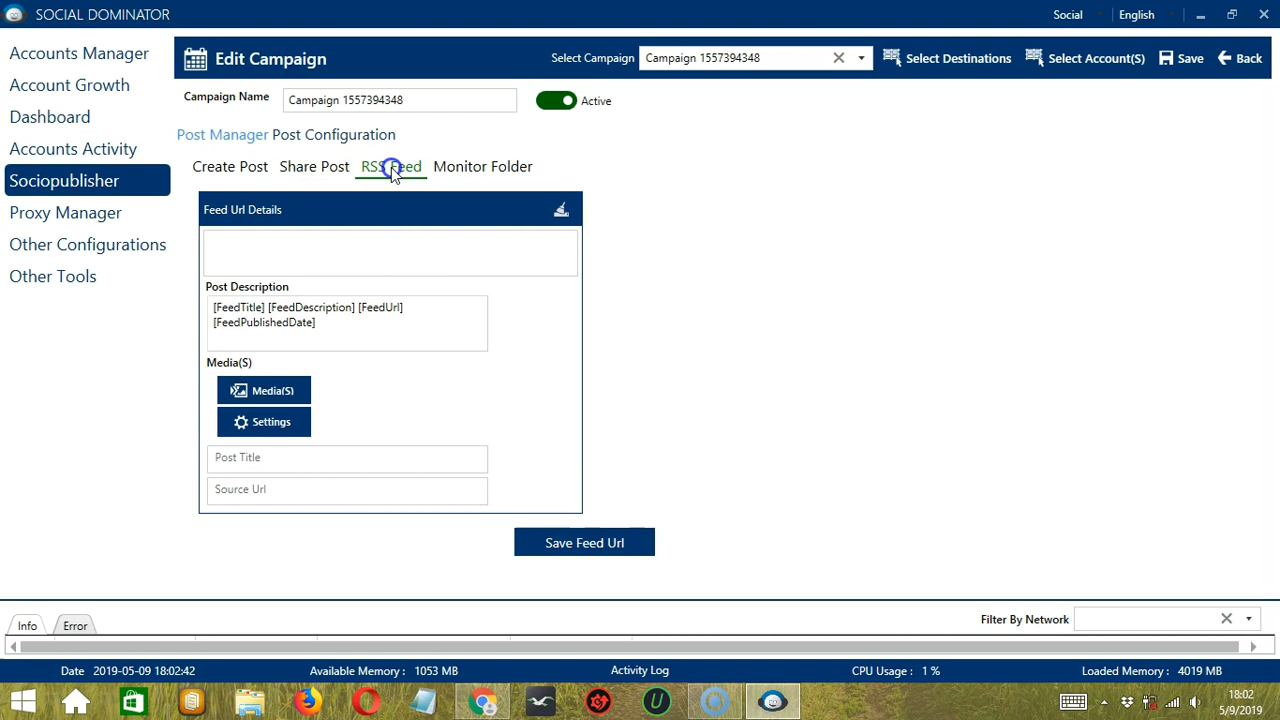 SOCIAL DOMINATOR
Social
English
Accounts Manager
Account Growth
Dashboard
Accounts Activity
Sociopublisher
Proxy Manager
Other Configurations
Other Tools
Edit Campaign
Select Campaign
Campaign 1557394348
Select Destinations
Select Account(S)
Save
Back
Campaign Name
Campaign 1557394348
Active
Post Manager Post Configuration
Create Post
Share Post
RSS Feed
Monitor Folder
Feed Url Details
Post Description
[FeedTitle] [FeedDescription] [FeedUrl]
[FeedPublishedDate]
Media(S)
Media(S)
Settings
Post Title
Source Url
Save Feed Url
Info
Error
Filter By Network
Date 2019-05-09 18:02:42
Available Memory : 1053 MB
Activity Log
CPU Usage : 1 %
Loaded Memory : 4019 MB
18:02
5/9/2019